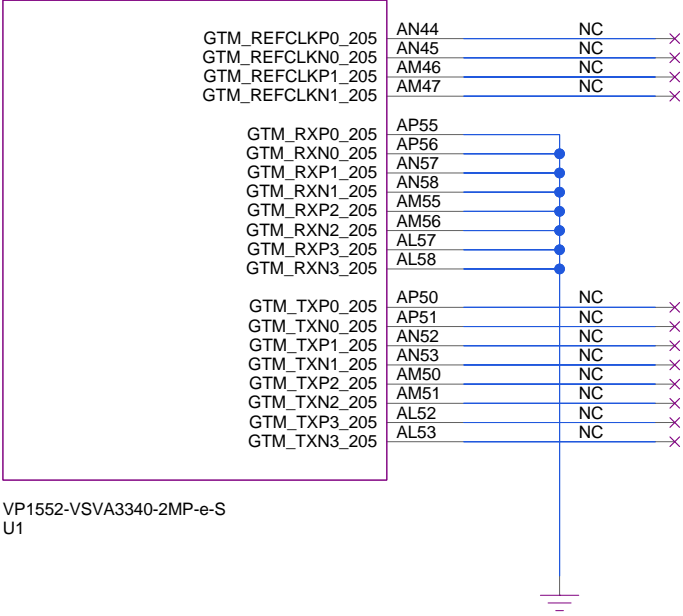 GTM_REFCLKP0_205 AN44 NC
GTM_REFCLKN0_205 AN45 NC
GTM_REFCLKP1_205 AM46 NC
GTM_REFCLKN1_205 AM47 NC
GTM_RXP0_205 AP55
GTM_RXN0_205 AP56
GTM_RXP1_205 AN57
GTM_RXN1_205 AN58
GTM_RXP2_205 AM55
GTM_RXN2_205 AM56
GTM_RXP3_205 AL57
GTM_RXN3_205 AL58
GTM_TXP0_205 AP50 NC
GTM_TXN0_205 AP51 NC
GTM_TXP1_205 AN52 NC
GTM_TXN1_205 AN53 NC
GTM_TXP2_205 AM50 NC
GTM_TXN2_205 AM51 NC
GTM_TXP3_205 AL52 NC
GTM_TXN3_205 AL53 NC
VP1552-VSVA3340-2MP-e-S
U1